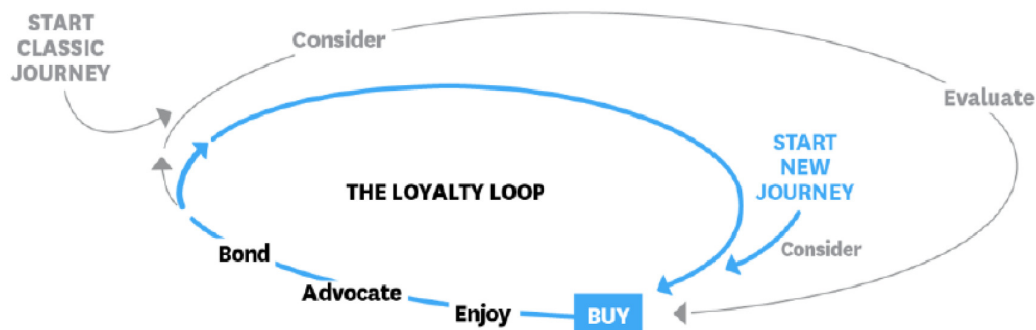 START
CLASSIC
JOURNEY
Consider
Evaluate
START
NEW
JOURNEY
THE LOYALTY LOOP
Consider
Bond
Advocate
Enjoy
BUY